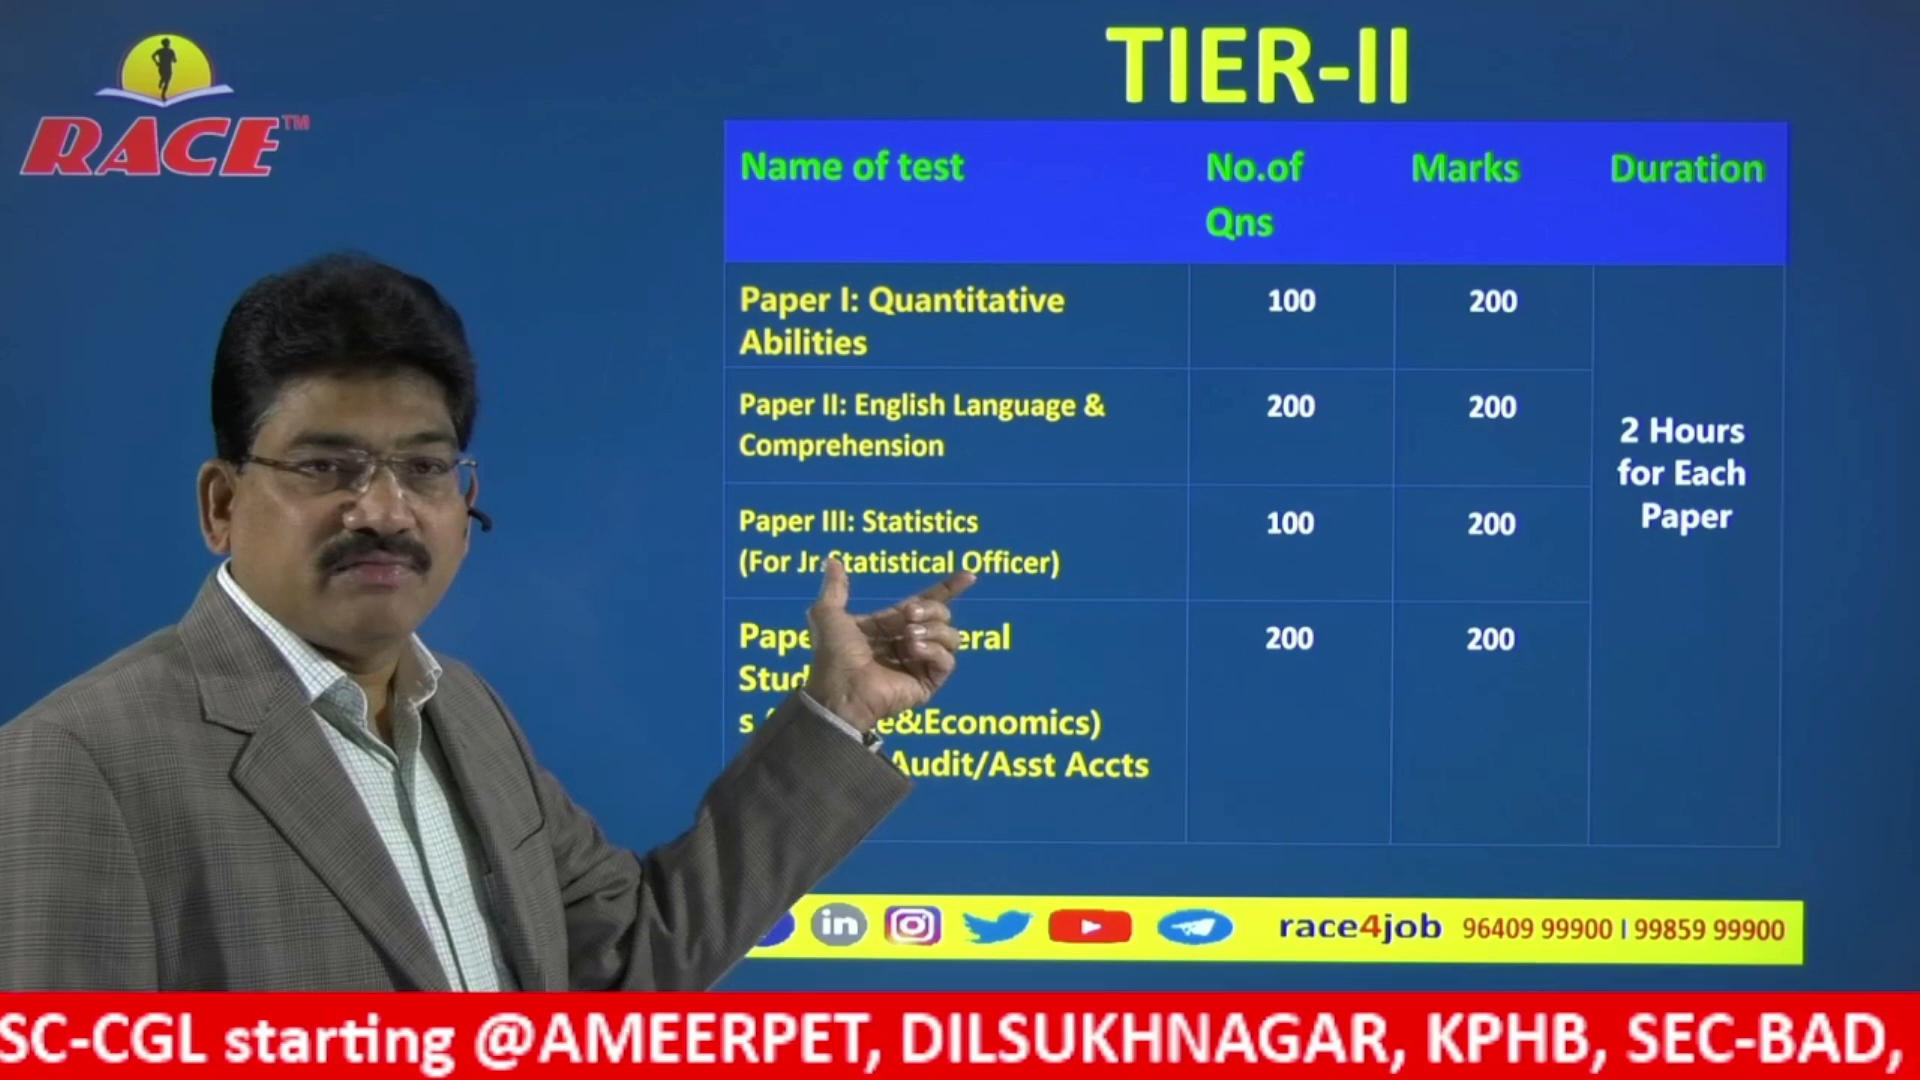 RACE™
TIER-II
Name of test
No.of
Qns
Marks
Duration
Paper I: Quantitative
Abilities
100
200
Paper II: English Language &
Comprehension
200
200
Paper III: Statistics
(For Jr.Statistical Officer)
100
200
200
200
s
&Economics)
Audit/Asst Accts
2 Hours
for Each
Paper
in
race4job 96409 99900 I 99859 99900
SC-CGL starting @AMEERPET, DILSUKHNAGAR, KPHB, SEC-BAD,